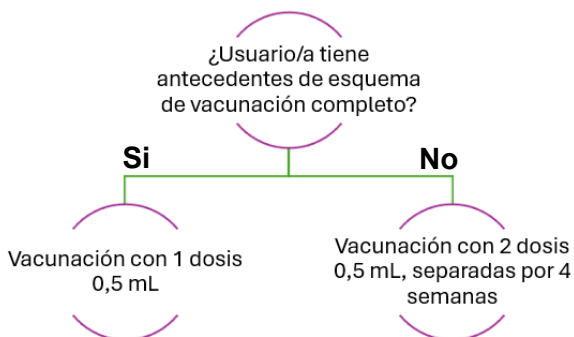 ¿Usuario/a tiene
antecedentes de esquema
de vacunación completo?
Si
No
Vacunación con 1 dosis
0,5 mL
Vacunación con 2 dosis
0,5 mL, separadas por 4
semanas